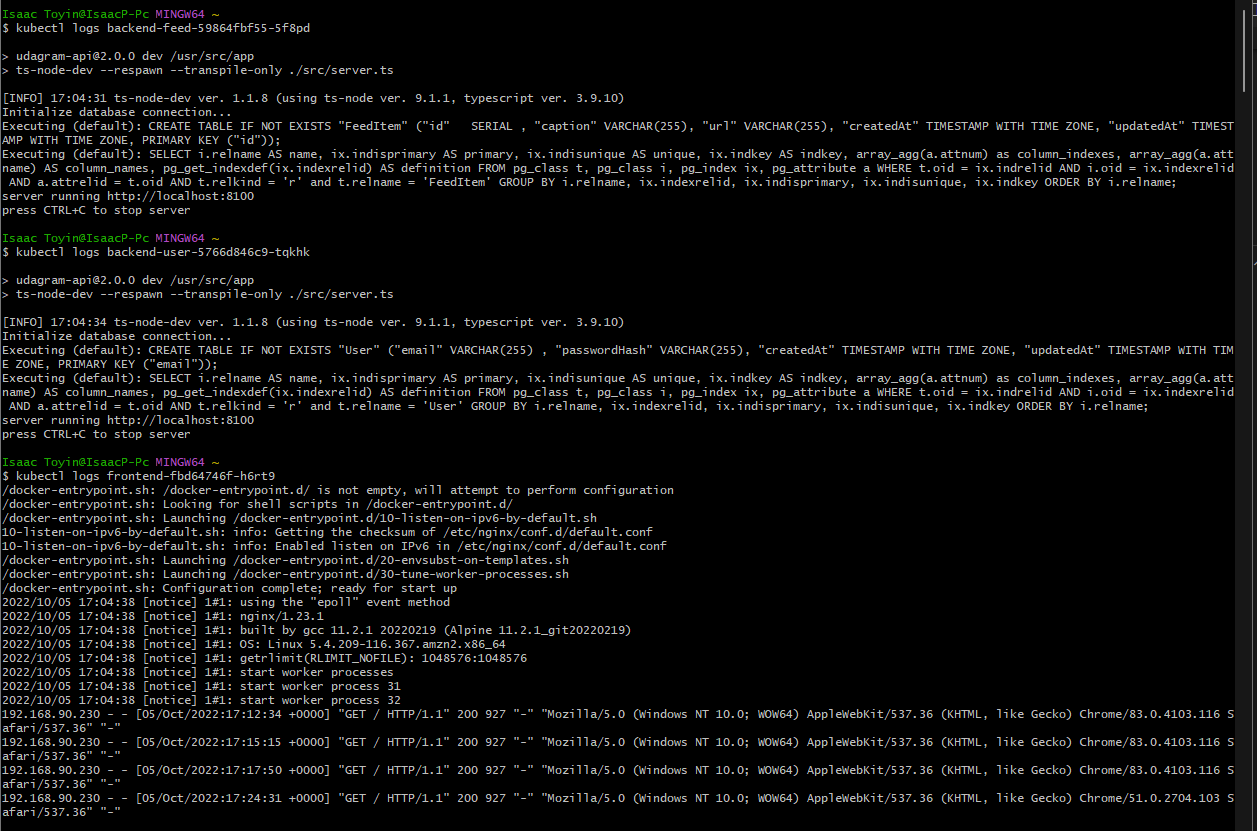 Isaac Toyin@IsaacP-Pc MINGW64 ~
$ kubectl logs backend-feed-59864fbf55-5f8pd
> udagram-api@2.0.0 dev /usr/src/app
> ts-node-dev --respawn --transpile-only ./src/server.ts
[INFO] 17:04:31 ts-node-dev ver. 1.1.8 (using ts-node ver. 9.1.1, typescript ver. 3.9.10)
Initialize database connection...
Executing (default): CREATE TABLE IF NOT EXISTS "FeedItem" ("id"   SERIAL , "caption" VARCHAR(255), "url" VARCHAR(255), "createdAt" TIMESTAMP WITH TIME ZONE, "updatedAt" TIMEST
AMP WITH TIME ZONE, PRIMARY KEY ("id"));
Executing (default): SELECT i.relname AS name, ix.indisprimary AS primary, ix.indisunique AS unique, ix.indkey AS indkey, array_agg(a.attnum) as column_indexes, array_agg(a.att
name) AS column_names, pg_get_indexdef(ix.indexrelid) AS definition FROM pg_class t, pg_class i, pg_index ix, pg_attribute a WHERE t.oid = ix.indrelid AND i.oid = ix.indexrelid
 AND a.attrelid = t.oid AND t.relkind = 'r' and t.relname = 'FeedItem' GROUP BY i.relname, ix.indexrelid, ix.indisprimary, ix.indisunique, ix.indkey ORDER BY i.relname;
server running http://localhost:8100
press CTRL+C to stop server
Isaac Toyin@IsaacP-Pc MINGW64 ~
$ kubectl logs backend-user-5766d846c9-tqkhk
> udagram-api@2.0.0 dev /usr/src/app
> ts-node-dev --respawn --transpile-only ./src/server.ts
[INFO] 17:04:34 ts-node-dev ver. 1.1.8 (using ts-node ver. 9.1.1, typescript ver. 3.9.10)
Initialize database connection...
Executing (default): CREATE TABLE IF NOT EXISTS "User" ("email" VARCHAR(255) , "passwordHash" VARCHAR(255), "createdAt" TIMESTAMP WITH TIME ZONE, "updatedAt" TIMESTAMP WITH TIM
E ZONE, PRIMARY KEY ("email"));
Executing (default): SELECT i.relname AS name, ix.indisprimary AS primary, ix.indisunique AS unique, ix.indkey AS indkey, array_agg(a.attnum) as column_indexes, array_agg(a.att
name) AS column_names, pg_get_indexdef(ix.indexrelid) AS definition FROM pg_class t, pg_class i, pg_index ix, pg_attribute a WHERE t.oid = ix.indrelid AND i.oid = ix.indexrelid
 AND a.attrelid = t.oid AND t.relkind = 'r' and t.relname = 'User' GROUP BY i.relname, ix.indexrelid, ix.indisprimary, ix.indisunique, ix.indkey ORDER BY i.relname;
server running http://localhost:8100
press CTRL+C to stop server
Isaac Toyin@IsaacP-Pc MINGW64 ~
$ kubectl logs frontend-fbd64746f-h6rt9
/docker-entrypoint.sh: /docker-entrypoint.d/ is not empty, will attempt to perform configuration
/docker-entrypoint.sh: Looking for shell scripts in /docker-entrypoint.d/
/docker-entrypoint.sh: Launching /docker-entrypoint.d/10-listen-on-ipv6-by-default.sh
10-listen-on-ipv6-by-default.sh: info: Getting the checksum of /etc/nginx/conf.d/default.conf
10-listen-on-ipv6-by-default.sh: info: Enabled listen on IPv6 in /etc/nginx/conf.d/default.conf
/docker-entrypoint.sh: Launching /docker-entrypoint.d/20-envsubst-on-templates.sh
/docker-entrypoint.sh: Launching /docker-entrypoint.d/30-tune-worker-processes.sh
/docker-entrypoint.sh: Configuration complete; ready for start up
2022/10/05 17:04:38 [notice] 1#1: using the "epoll" event method
2022/10/05 17:04:38 [notice] 1#1: nginx/1.23.1
2022/10/05 17:04:38 [notice] 1#1: built by gcc 11.2.1 20220219 (Alpine 11.2.1_git20220219)
2022/10/05 17:04:38 [notice] 1#1: OS: Linux 5.4.209-116.367.amzn2.x86_64
2022/10/05 17:04:38 [notice] 1#1: getrlimit(RLIMIT_NOFILE): 1048576:1048576
2022/10/05 17:04:38 [notice] 1#1: start worker processes
2022/10/05 17:04:38 [notice] 1#1: start worker process 31
2022/10/05 17:04:38 [notice] 1#1: start worker process 32
192.168.90.230 - - [05/Oct/2022:17:12:34 +0000] "GET / HTTP/1.1" 200 927 "-" "Mozilla/5.0 (Windows NT 10.0; WOW64) AppleWebKit/537.36 (KHTML, like Gecko) Chrome/83.0.4103.116 S
afari/537.36" "-"
192.168.90.230 - - [05/Oct/2022:17:15:15 +0000] "GET / HTTP/1.1" 200 927 "-" "Mozilla/5.0 (Windows NT 10.0; WOW64) AppleWebKit/537.36 (KHTML, like Gecko) Chrome/83.0.4103.116 S
afari/537.36" "-"
192.168.90.230 - - [05/Oct/2022:17:17:50 +0000] "GET / HTTP/1.1" 200 927 "-" "Mozilla/5.0 (Windows NT 10.0; WOW64) AppleWebKit/537.36 (KHTML, like Gecko) Chrome/83.0.4103.116 S
afari/537.36" "-"
192.168.90.230 - - [05/Oct/2022:17:24:31 +0000] "GET / HTTP/1.1" 200 927 "-" "Mozilla/5.0 (Windows NT 10.0; WOW64) AppleWebKit/537.36 (KHTML, like Gecko) Chrome/51.0.2704.103 S
afari/537.36" "-"